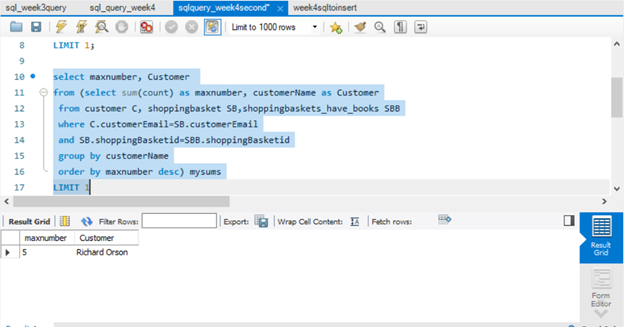 sql_week3query sql_query_week4 sqlquery_week4second* × week4sqltoinsert
Limit to 1000 rows
8 LIMIT 1;
9
10 select maxnumber, Customer
11 from (select sum(count) as maxnumber, customerName as Customer
12 from customer C, shoppingbasket SB,shoppingbaskets_have_books SBB
13 where C.customerEmail=SB.customerEmail
14 and SB.shoppingBasketid=SBB.shoppingBasketid
15 group by customerName
16 order by maxnumber desc) mysums
17 LIMIT 1
Result Grid Filter Rows: Export: Wrap Cell Content: Fetch rows:
maxnumber Customer
5 Richard Orson
Result
Grid
Form
Editor